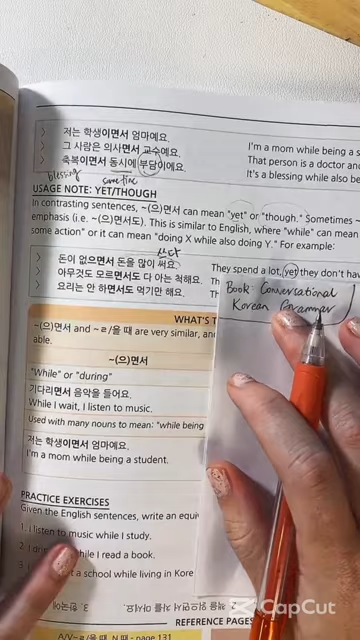 저는 학생이면서 엄마예요. I'm a mom while being a s
그 사람은 의사면서 교수예요. That person is a doctor and
축복이면서 동시에 부담이에요. It's a blessing while also be
blessing same time
USAGE NOTE: YET/THOUGH
In contrasting sentences, ~(으)면서 can mean "yet" or "though." Sometimes ~
emphasis (i.e. ~(으)면서도). This is similar to English, where "while" can mean
some action" or it can mean "doing X while also doing Y." For example:
쓰다
돈이 없으면서 돈을 많이 써요. They spend a lot, yet they don't hav
아무것도 모르면서 다 아는 척해요. Th
요리는 안 하면서도 먹기만 해요. Th
Book: Conversational
Korean Grammar
WHAT'S T
~(으)면서 and ~ㄹ/을 때 are very similar, an
able.
~(으)면서
"While" or "during"
기다리면서 음악을 들어요.
While I wait, I listen to music.
Used with many nouns to mean: "while being
저는 학생이면서 엄마예요.
I'm a mom while being a student.
PRACTICE EXERCISES
Given the English sentences, write an equiv
1. I listen to music while I study.
2. I dri while I read a book.
3. t a school while living in Kore
REFERENCE PAGES
A/V~ㄹ/을 때, N 때 - page 131
CapCut